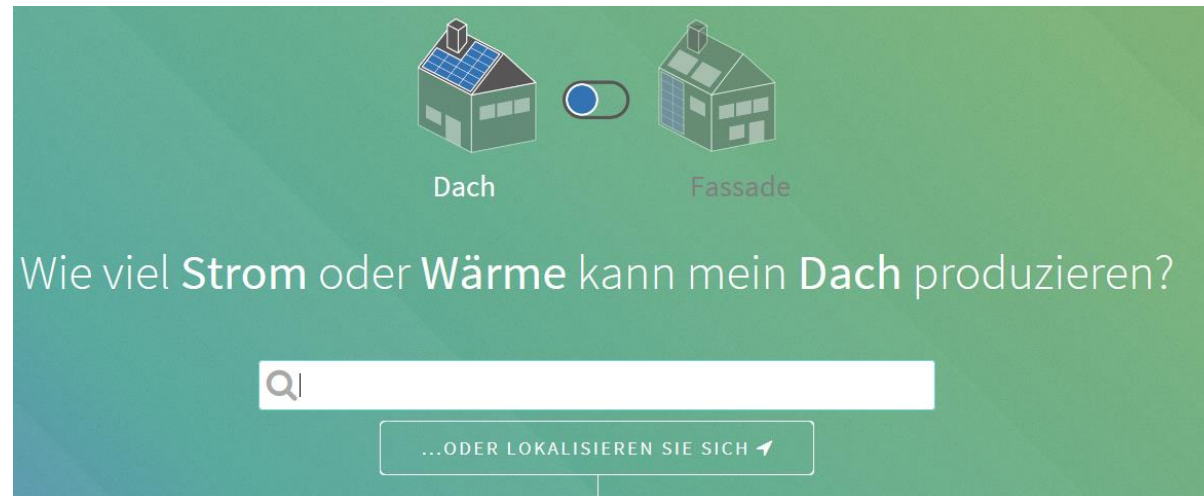 Dach Fassade
Wie viel Strom oder Wärme kann mein Dach produzieren?
...ODER LOKALISIEREN SIE SICH